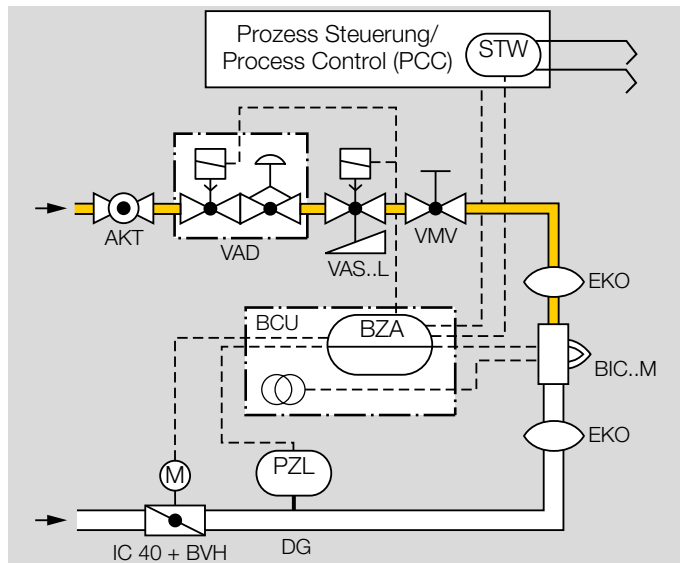 Prozess Steuerung/
Process Control (PCC)
STW
AKT
VAD
VAS..L
VMV
EKO
BCU
BZA
BIC..M
EKO
M
PZL
IC 40 + BVH
DG